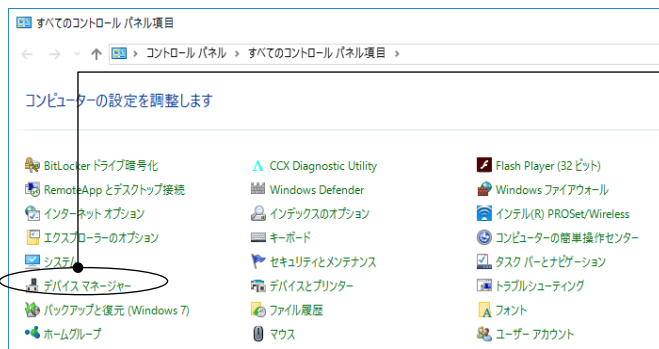 すべてのコントロール パネル項目
コントロール パネル › すべてのコントロール パネル項目 ›
コンピューターの設定を調整します
BitLocker ドライブ暗号化
CCX Diagnostic Utility
Flash Player (32 ビット)
RemoteApp とデスクトップ接続
Windows Defender
Windows ファイアウォール
インターネット オプション
インデックスのオプション
インテル(R) PROSet/Wireless
エクスプローラーのオプション
キーボード
コンピューターの簡単操作センター
システム
セキュリティとメンテナンス
タスク バーとナビゲーション
デバイス マネージャー
デバイスとプリンター
トラブルシューティング
バックアップと復元 (Windows 7)
ファイル履歴
フォント
ホームグループ
マウス
ユーザー アカウント